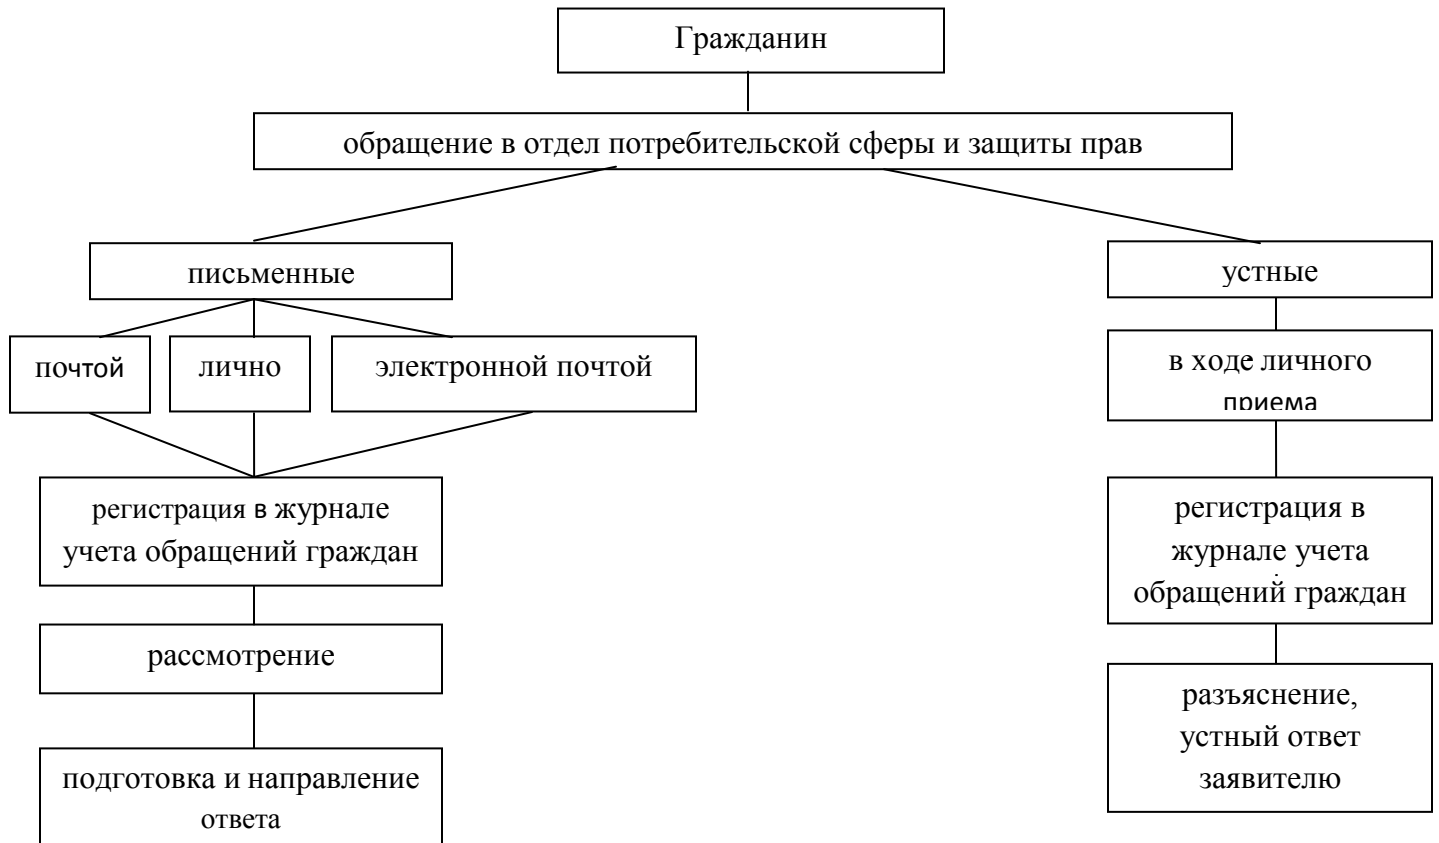 Гражданин
обращение в отдел потребительской сферы и защиты прав
письменные
устные
почтой
лично
электронной почтой
в ходе личного
приема
регистрация в журнале
учета обращений граждан
регистрация в
журнале учета
обращений граждан
рассмотрение
разъяснение,
устный ответ
заявителю
подготовка и направление
ответа